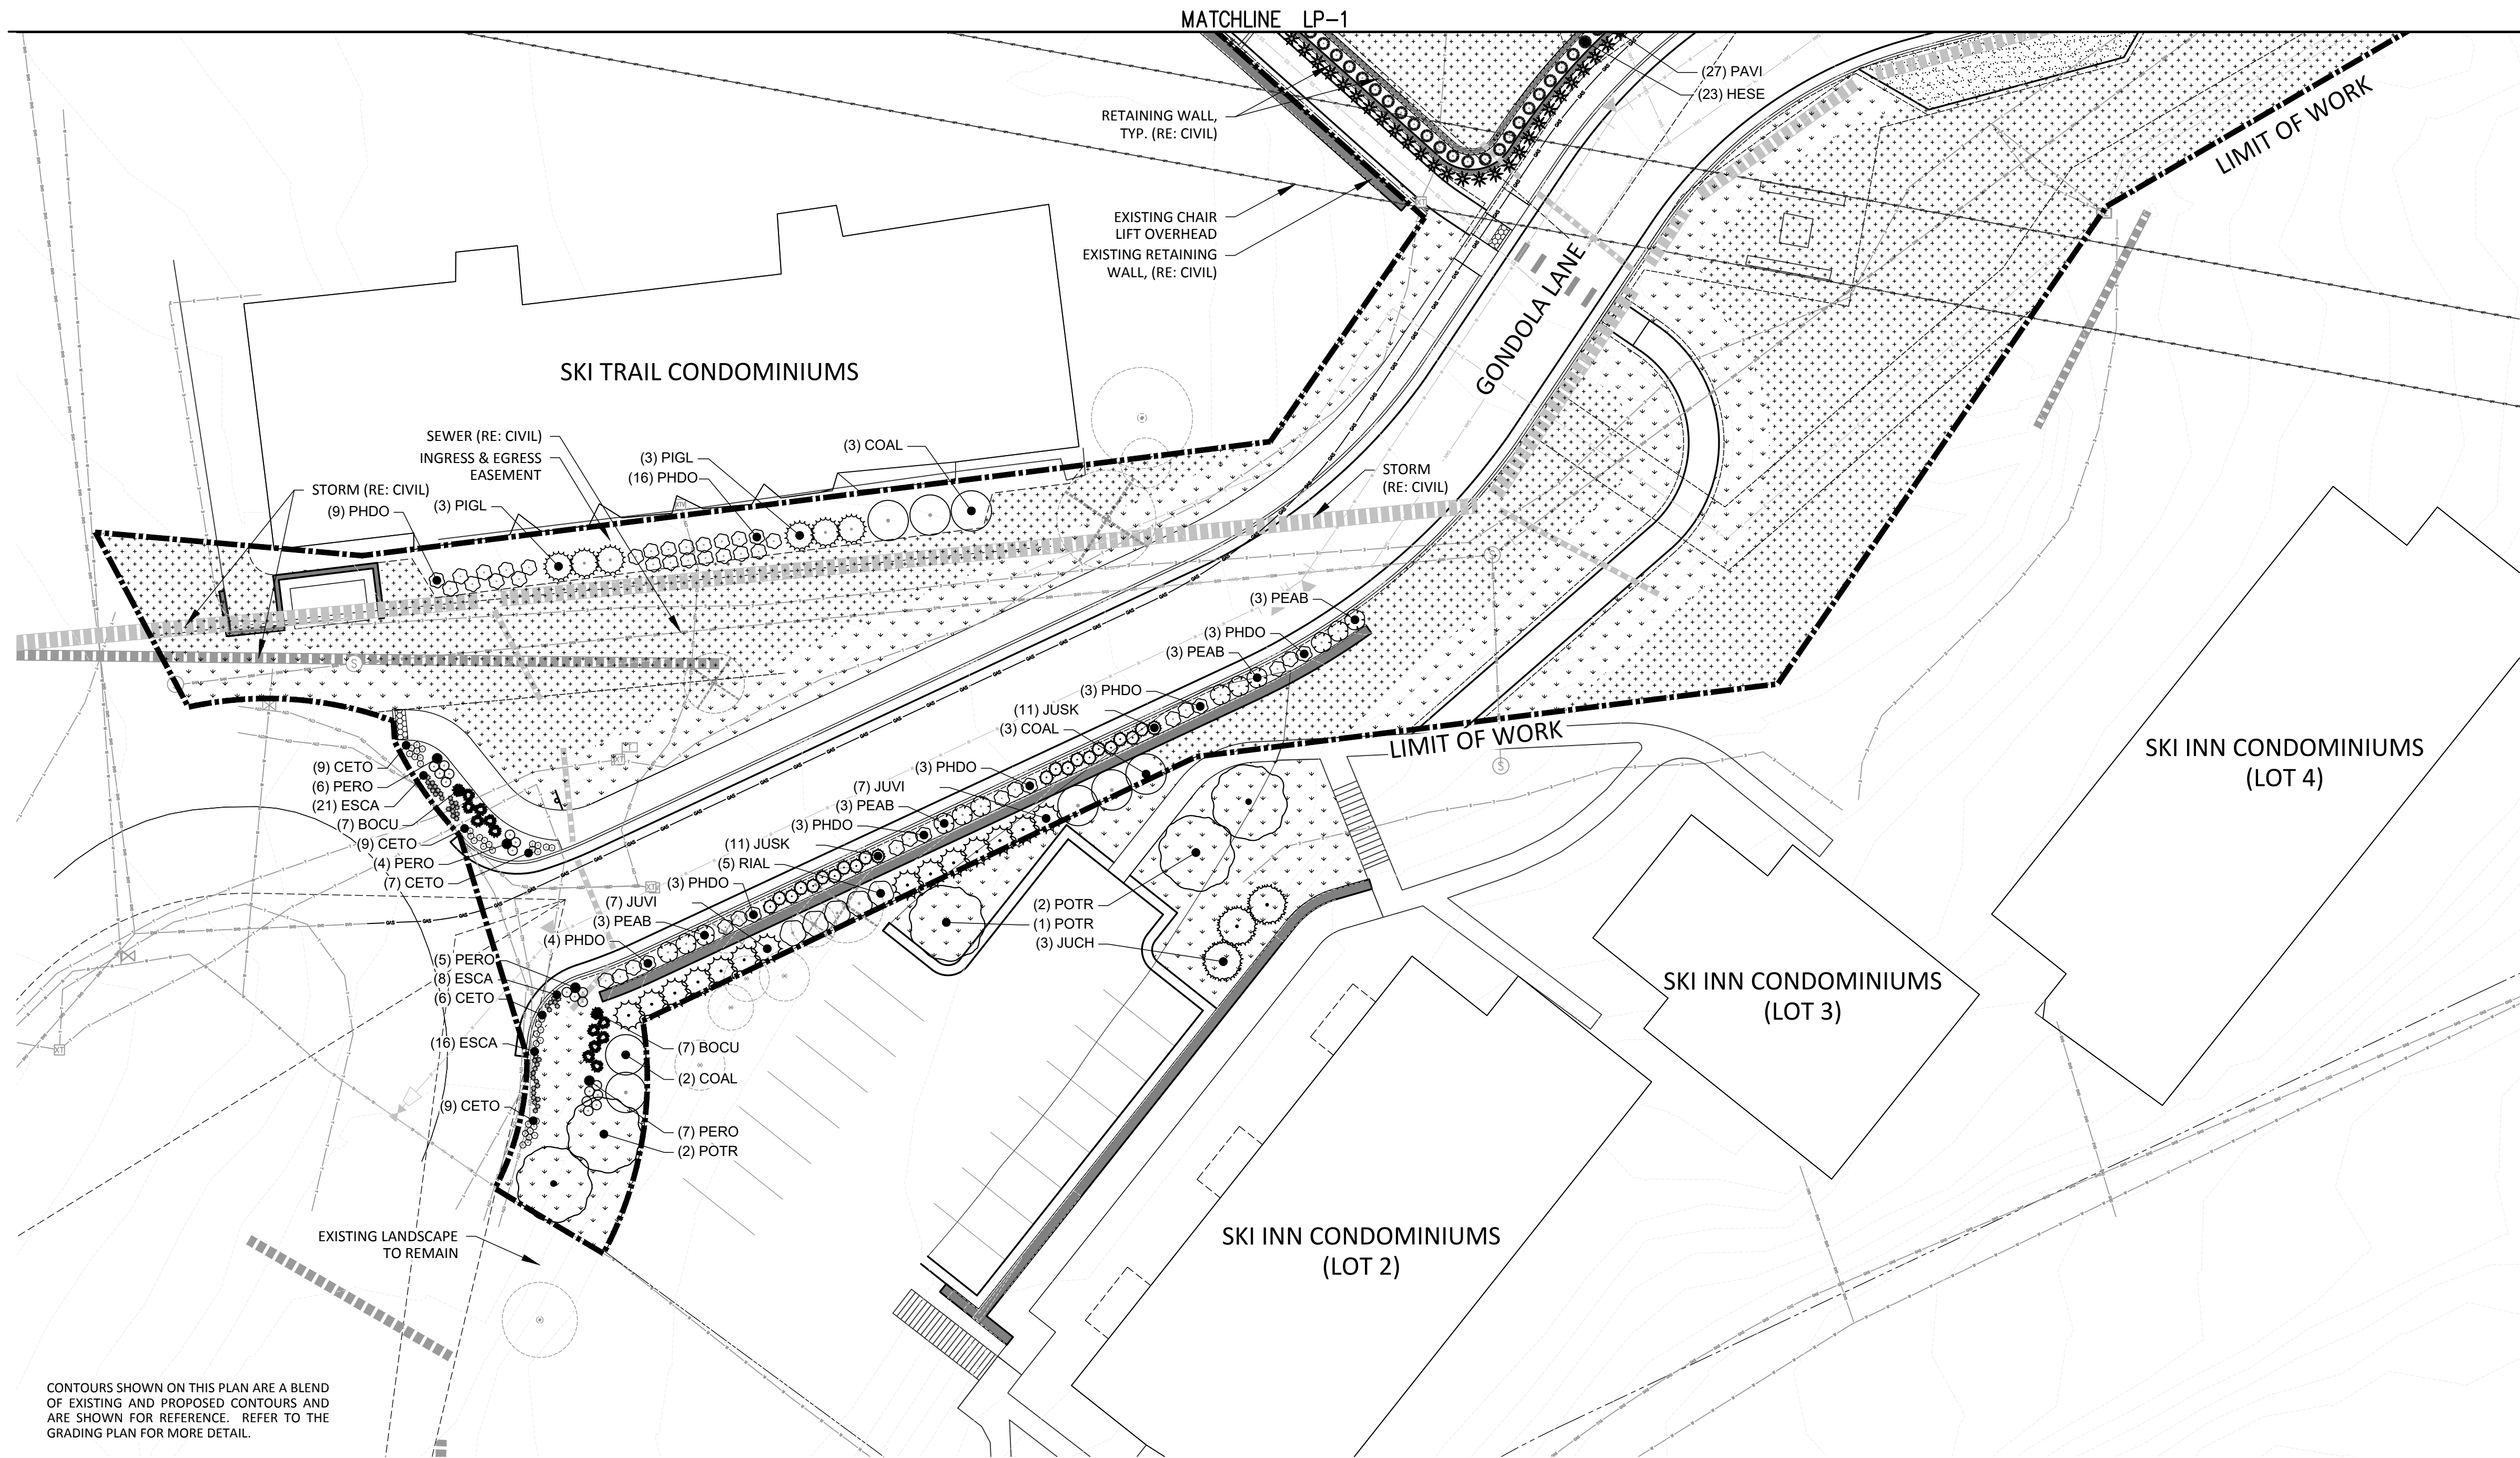 MATCHLINE LP-1
(27) PAVI
(23) HESE
RETAINING WALL,
TYP. (RE: CIVIL)
LIMIT OF WORK
EXISTING CHAIR
LIFT OVERHEAD
EXISTING RETAINING
WALL, (RE: CIVIL)
GONDOLA LANE
SKI TRAIL CONDOMINIUMS
SEWER (RE: CIVIL)
INGRESS & EGRESS
EASEMENT
(3) PIGL
(16) PHDO
(3) COAL
STORM
(RE: CIVIL)
STORM (RE: CIVIL)
(9) PHDO
(3) PIGL
(3) PEAB
(3) PHDO
(3) PEAB
(3) PHDO
(11) JUSK
(3) COAL
LIMIT OF WORK
(3) PHDO
(7) JUVI
(3) PEAB
(3) PHDO
(11) JUSK
(5) RIAL
(3) PHDO
(7) JUVI
(3) PEAB
(4) PHDO
(9) CETO
(6) PERO
(21) ESCA
(7) BOCU
(9) CETO
(4) PERO
(7) CETO
(2) POTR
(1) POTR
(3) JUCH
(5) PERO
(8) ESCA
(6) CETO
(16) ESCA
(9) CETO
(7) BOCU
(2) COAL
(7) PERO
(2) POTR
SKI INN CONDOMINIUMS
(LOT 4)
SKI INN CONDOMINIUMS
(LOT 3)
SKI INN CONDOMINIUMS
(LOT 2)
EXISTING LANDSCAPE
TO REMAIN
CONTOURS SHOWN ON THIS PLAN ARE A BLEND
OF EXISTING AND PROPOSED CONTOURS AND
ARE SHOWN FOR REFERENCE. REFER TO THE
GRADING PLAN FOR MORE DETAIL.